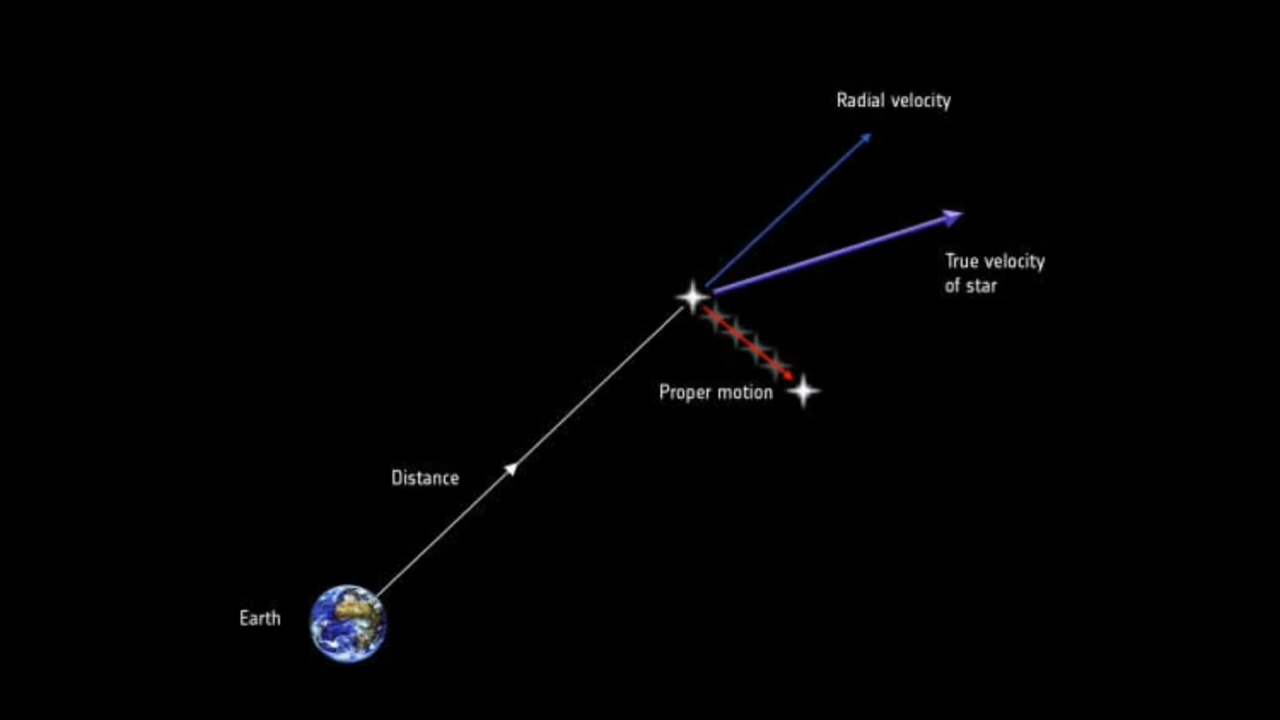 Radial velocity
True velocity
of star
Proper motion
Distance
Earth